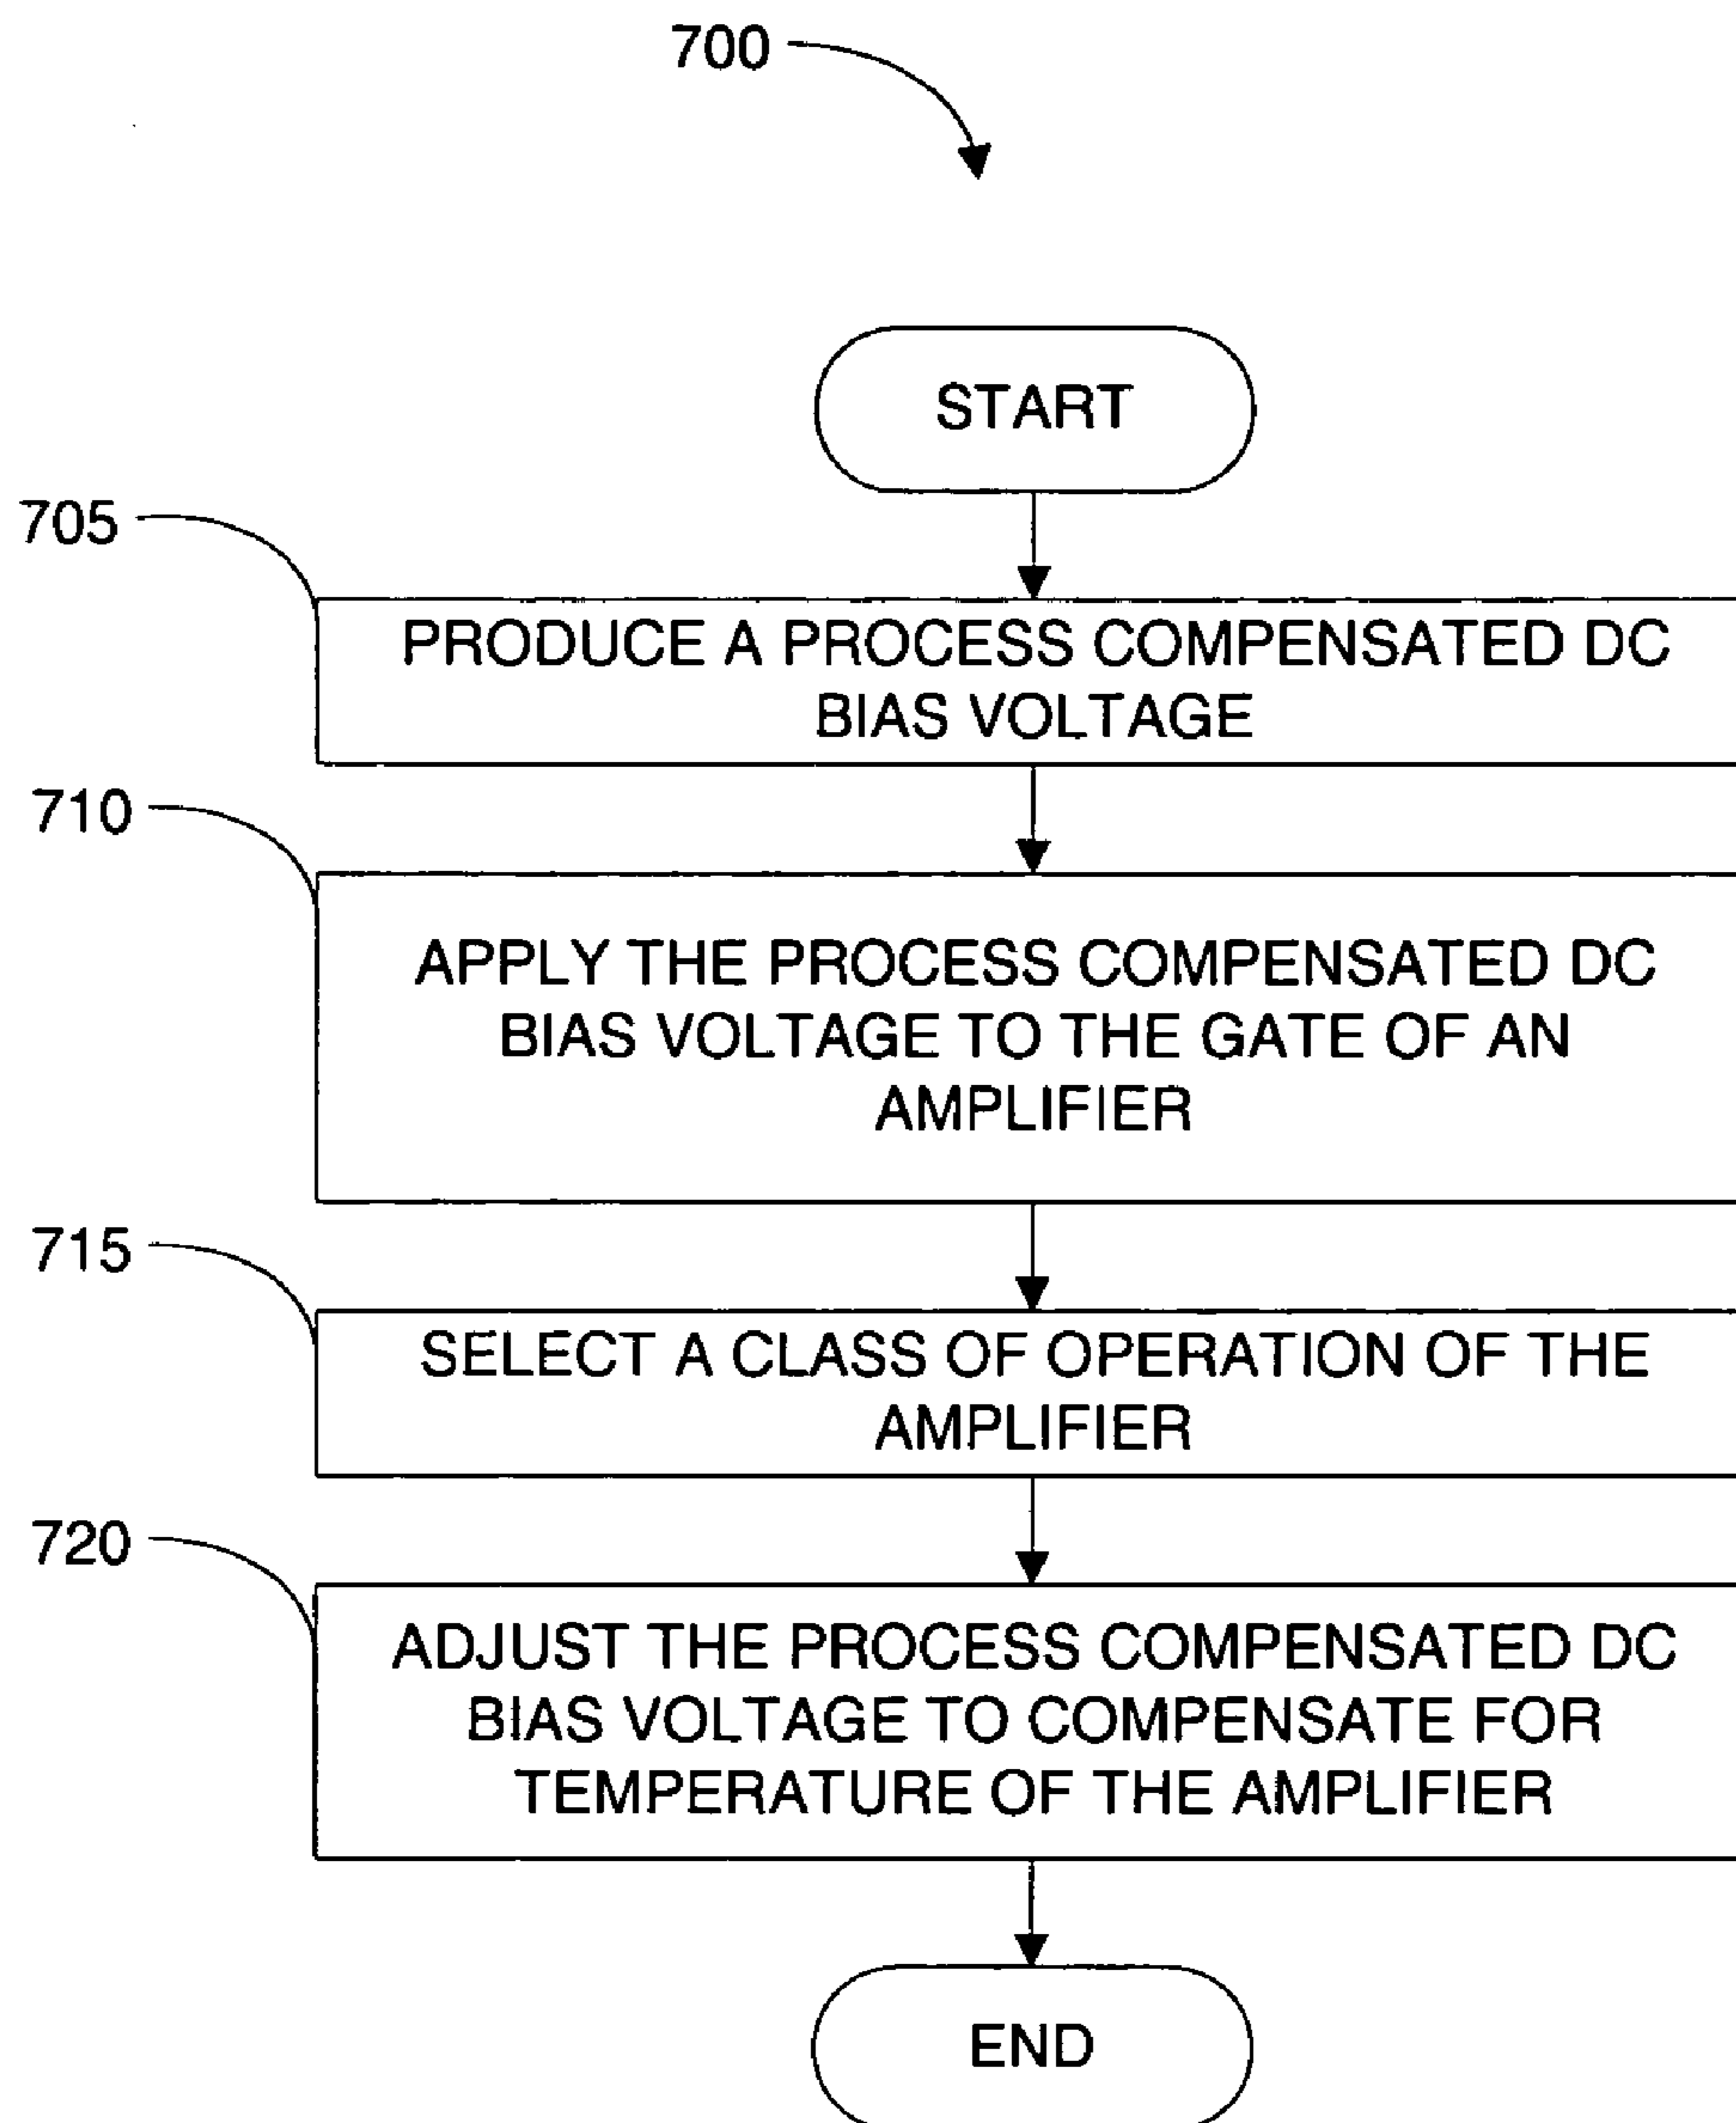 700
START
705
PRODUCE A PROCESS COMPENSATED DC
BIAS VOLTAGE
710
APPLY THE PROCESS COMPENSATED DC
BIAS VOLTAGE TO THE GATE OF AN
AMPLIFIER
715
SELECT A CLASS OF OPERATION OF THE
AMPLIFIER
720
ADJUST THE PROCESS COMPENSATED DC
BIAS VOLTAGE TO COMPENSATE FOR
TEMPERATURE OF THE AMPLIFIER
END